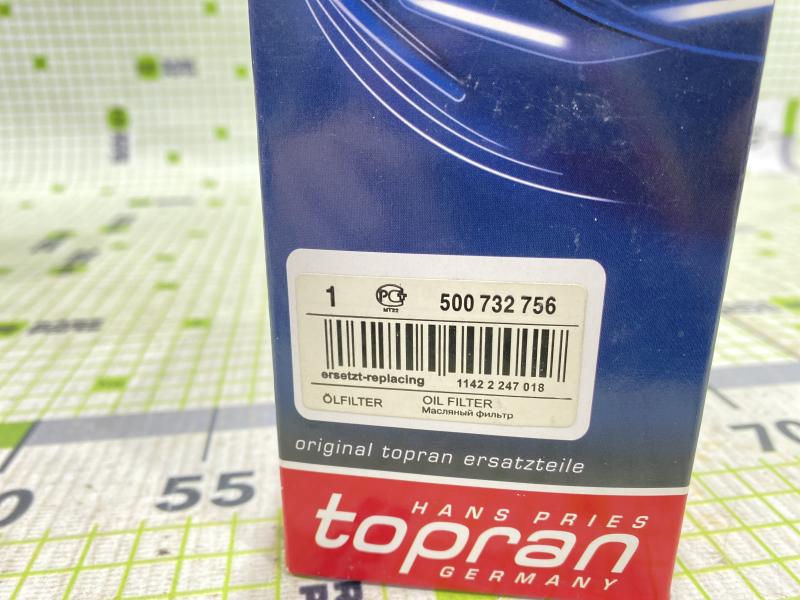 1 PCT 500 732 756
MT22
ersetzt-replacing 1142 2 247 018
ÖLFILTER OIL FILTER
Масляный фильтр
original topran ersatzteile
HANS PRIES
topran
GERMANY
55
70